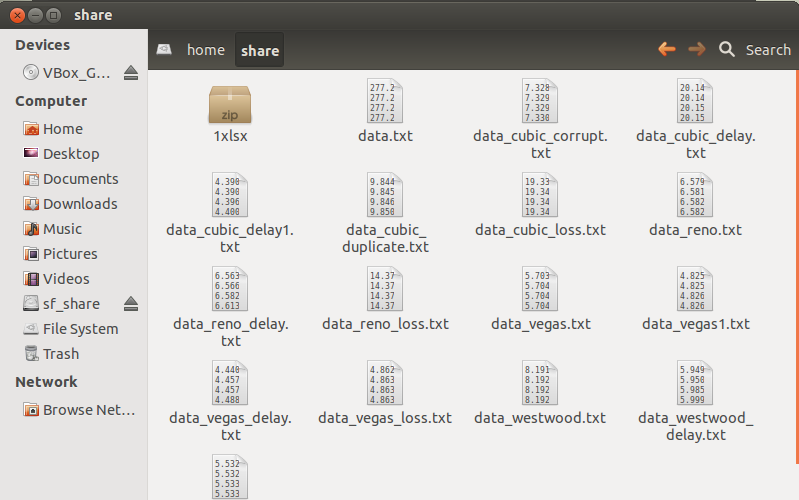 share
Devices
VBox_G...
Computer
Home
Desktop
Documents
Downloads
Music
Pictures
Videos
sf_share
File System
Trash
Network
Browse Net...
home
share
Search
zip
1xlsx
277.2
277.2
277.2
277.2
data.txt
7.328
7.329
7.329
7.330
data_cubic_corrupt.
txt
20.14
20.14
20.15
20.15
data_cubic_delay.
txt
4.390
4.390
4.396
4.400
data_cubic_delay1.
txt
9.844
9.845
9.846
9.850
data_cubic_
duplicate.txt
19.33
19.34
19.34
19.34
data_cubic_loss.txt
6.579
6.581
6.582
6.582
data_reno.txt
6.563
6.566
6.582
6.613
data_reno_delay.
txt
14.37
14.37
14.37
14.37
data_reno_loss.txt
5.703
5.704
5.704
5.704
data_vegas.txt
4.825
4.825
4.826
4.826
data_vegas1.txt
4.440
4.457
4.457
4.488
data_vegas_delay.
txt
4.862
4.863
4.863
4.863
data_vegas_loss.txt
8.191
8.192
8.192
8.192
data_westwood.txt
5.949
5.950
5.985
5.999
data_westwood_
delay.txt
5.532
5.532
5.533
5.533